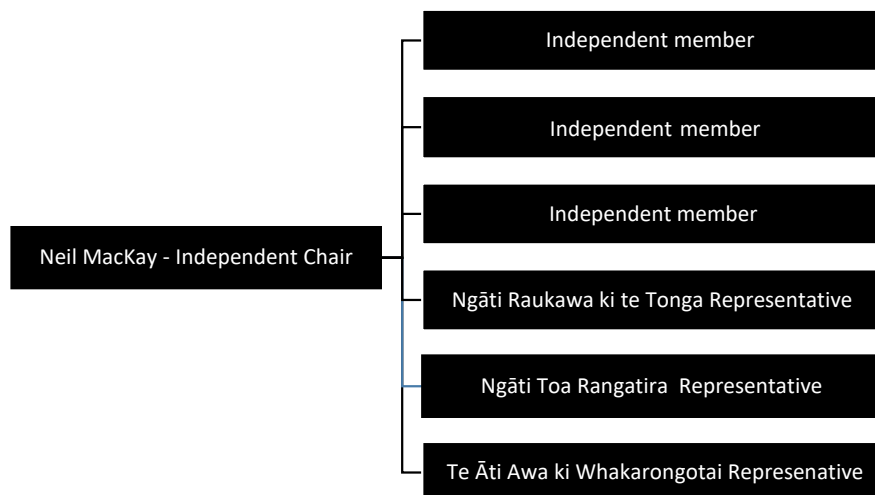 Independent member
Independent member
Independent member
Neil MacKay - Independent Chair
Ngāti Raukawa ki te Tonga Representative
Ngāti Toa Rangatira  Representative
Te Āti Awa ki Whakarongotai Represenative